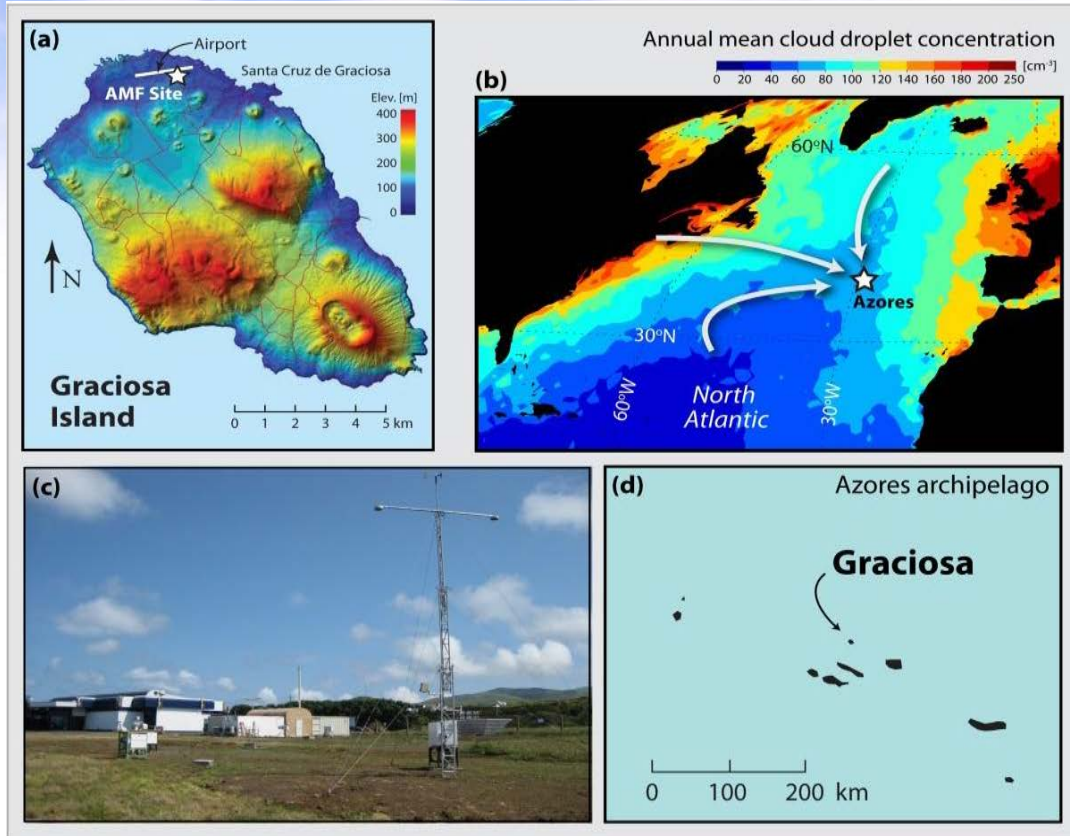 (a)
Airport
Santa Cruz de Graciosa
AMF Site
Elev. [m]
400
300
200
100
0
N
Graciosa
Island
0 1 2 3 4 5 km
Annual mean cloud droplet concentration
[cm-³]
0 20 40 60 80 100 120 140 160 180 200 250
(b)
60°N
Azores
30°N
60°W
North
Atlantic
30°W
(c)
(d)
Azores archipelago
Graciosa
0 100 200 km